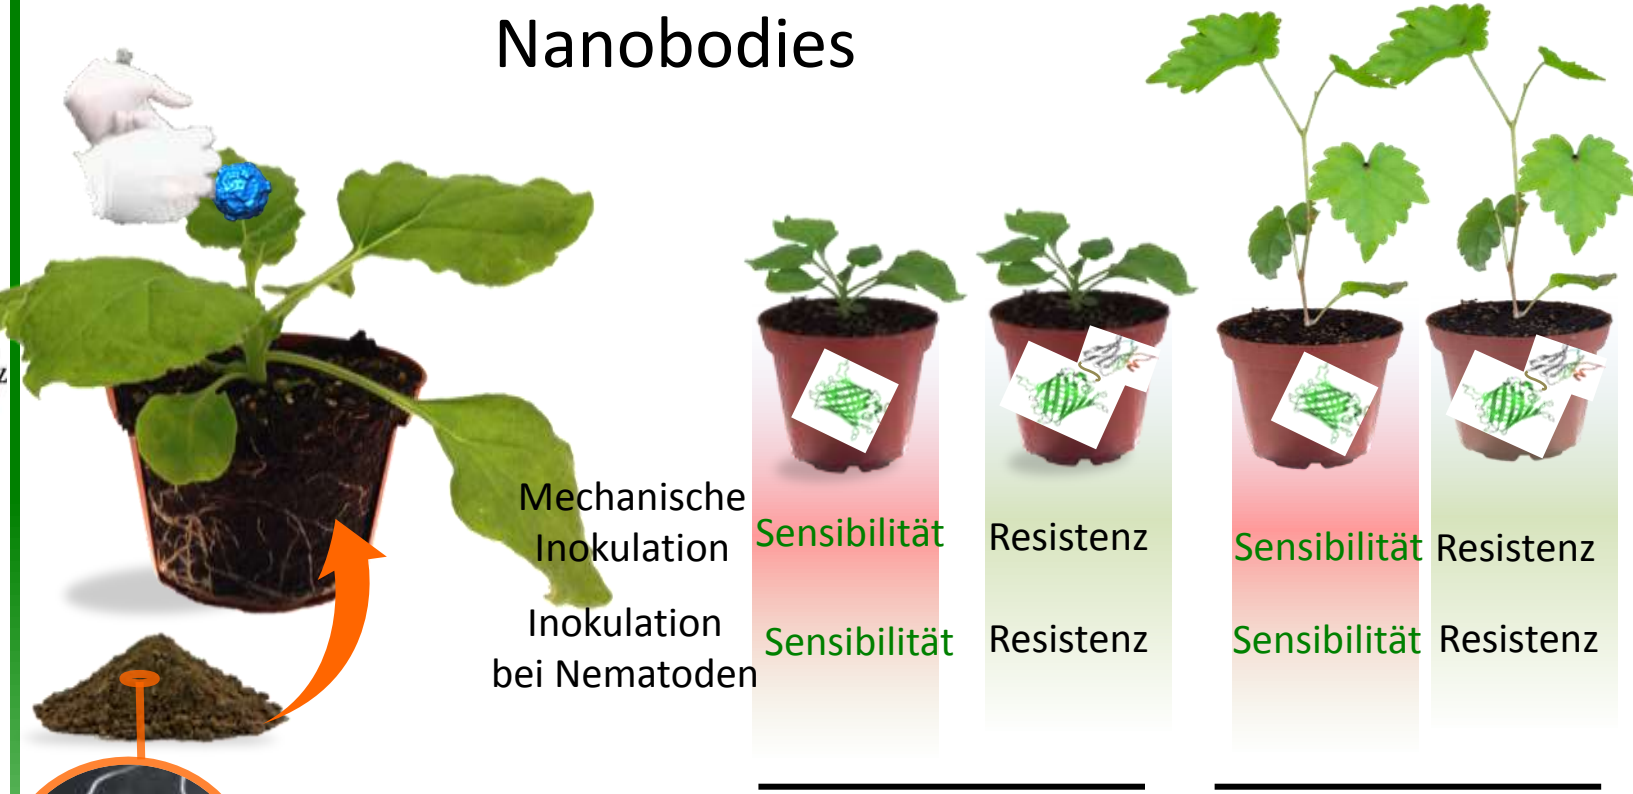 Nanobodies
z
Mechanische
Inokulation
Sensibilität
Resistenz
Sensibilität
Resistenz
Inokulation
bei Nematoden
Sensibilität
Resistenz
Sensibilität
Resistenz